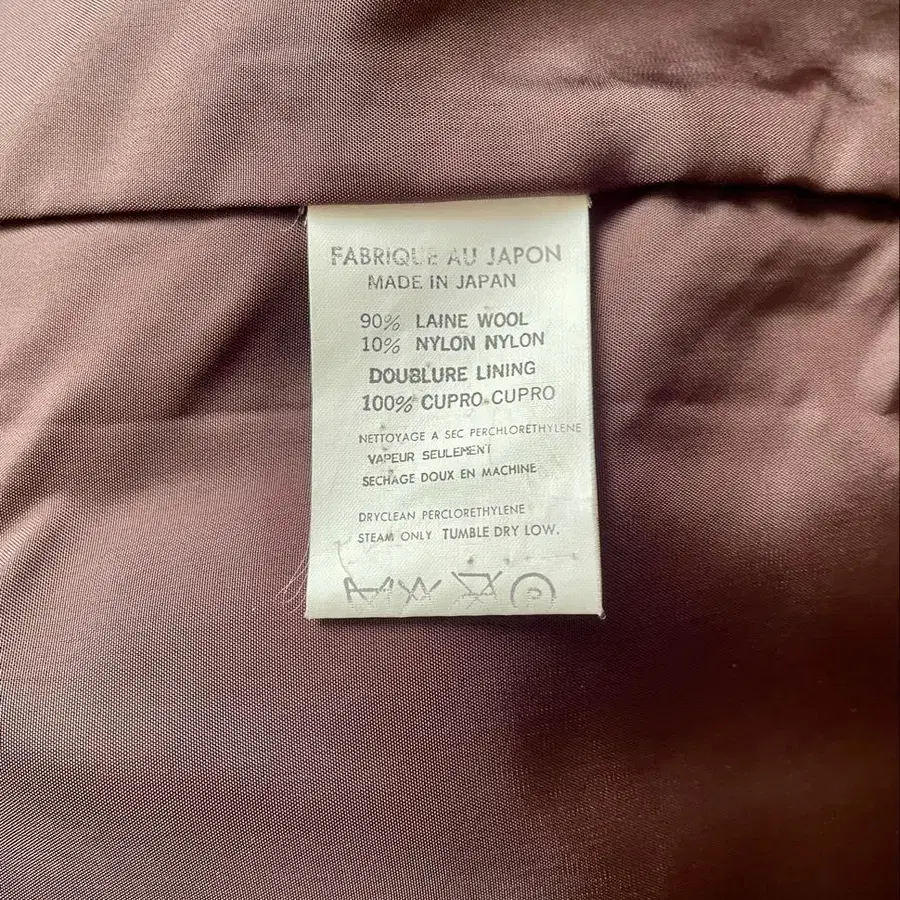 FABRIQUE AU JAPON
MADE IN JAPAN
90% LAINE WOOL
10% NYLON NYLON
DOUBLURE LINING
100% CUPRO CUPRO
NETTOYAGE A SEC PERCHLORETHYLENE
VAPEUR SEULEMENT
SECHAGE DOUX EN MACHINE
DRYCLEAN PERCLORETHYLENE
STEAM ONLY TUMBLE DRY LOW.